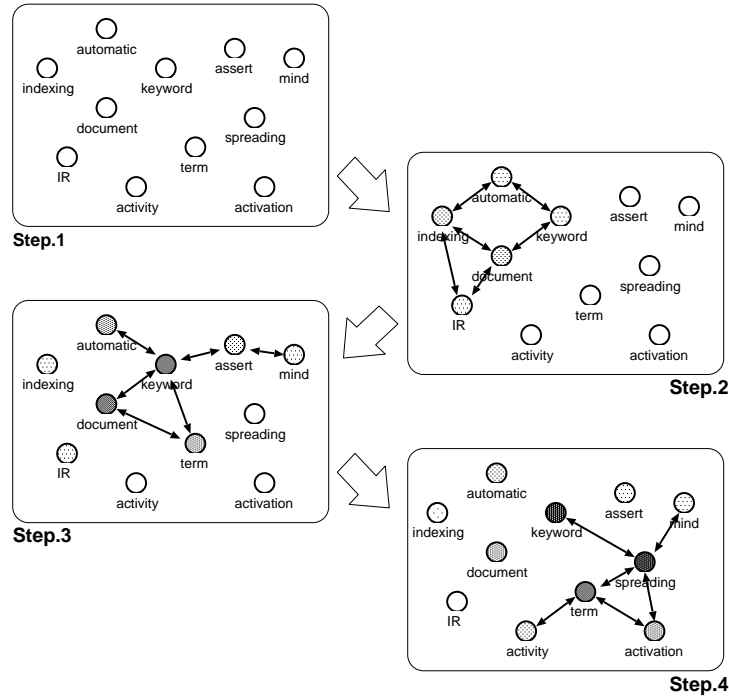 automatic
assert
mind
indexing
keyword
document
spreading
term
IR
activity
activation
Step.1
automatic
assert
mind
indexing
keyword
document
spreading
term
IR
activity
activation
Step.2
automatic
assert
mind
indexing
keyword
document
spreading
term
IR
activity
activation
Step.3
automatic
assert
mind
indexing
keyword
document
spreading
term
IR
activity
activation
Step.4